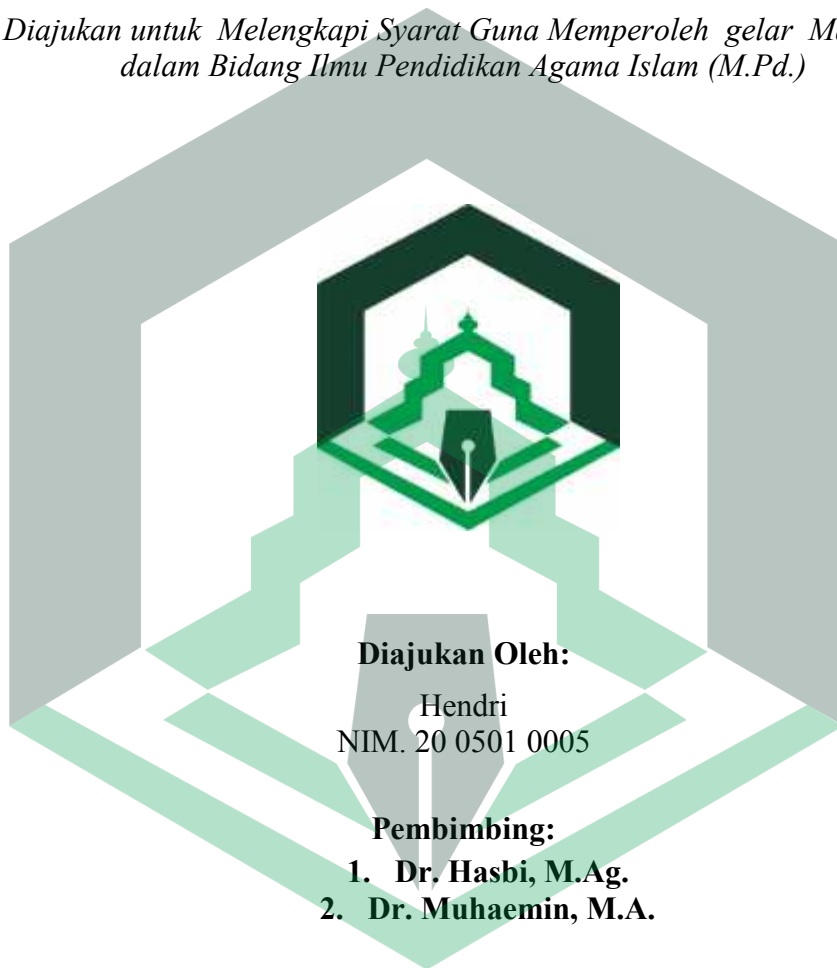 Diajukan untuk Melengkapi Syarat Guna Memperoleh gelar
dalam Bidang Ilmu Pendidikan Agama Islam (M.Pd.)
Diajukan Oleh:
Hendri
NIM. 20 0501 0005
Pembimbing:
1. Dr. Hasbi, M.Ag.
2. Dr. Muhaemin, M.A.